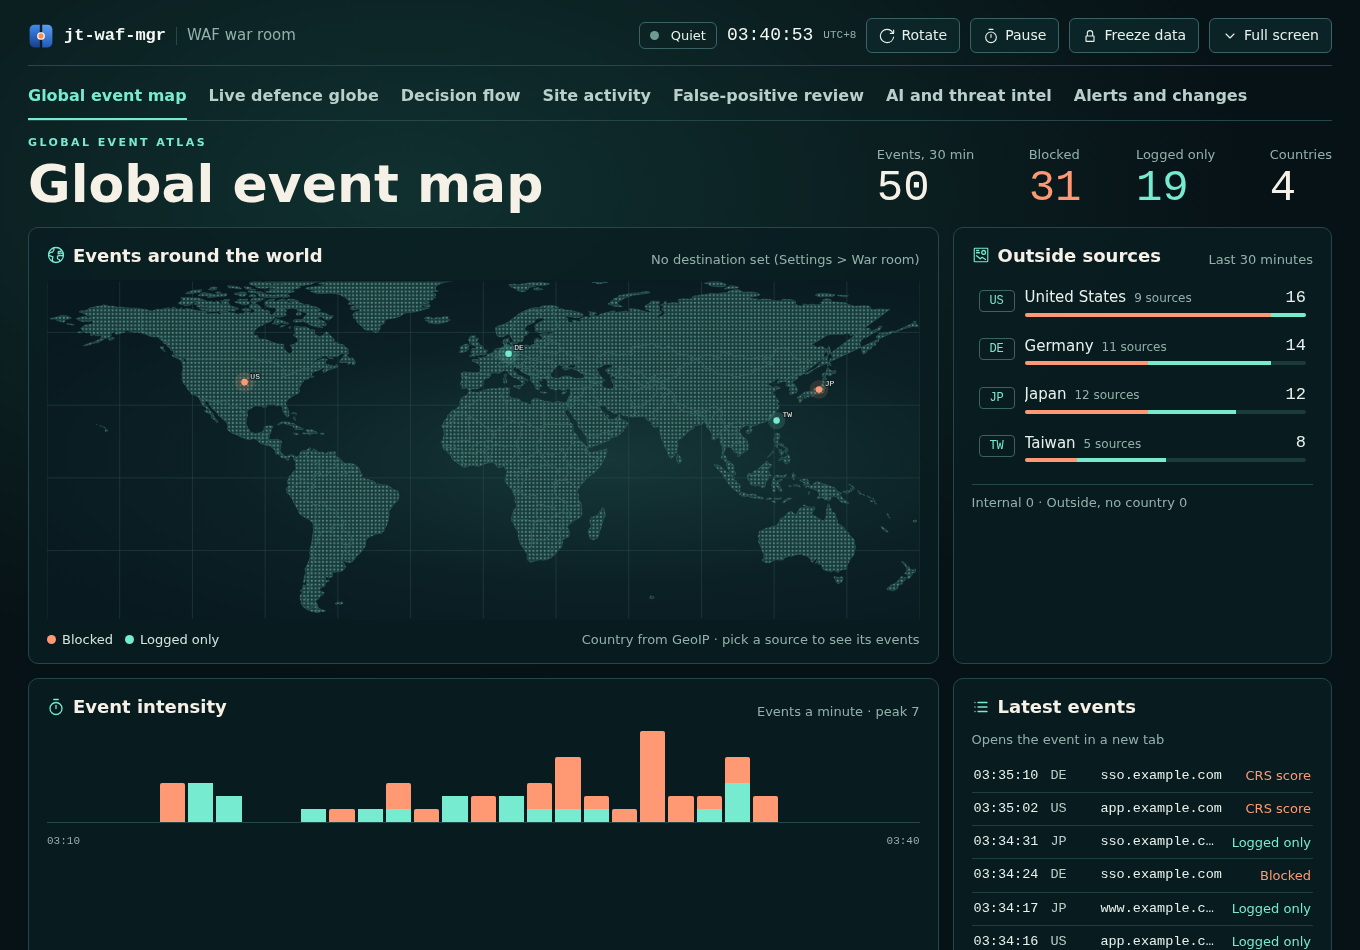 jt-waf-mgr WAF war room Quiet 03:40:53 UTC+8 Rotate Pause Freeze data Full screen
Global event map Live defence globe Decision flow Site activity False-positive review AI and threat intel Alerts and changes
GLOBAL EVENT ATLAS
Global event map
Events, 30 min Blocked Logged only Countries
50 31 19 4
Events around the world No destination set (Settings > War room)
US
DE
JP
TW
Blocked Logged only Country from GeoIP · pick a source to see its events
Outside sources Last 30 minutes
US United States 9 sources 16
DE Germany 11 sources 14
JP Japan 12 sources 12
TW Taiwan 5 sources 8
Internal 0 · Outside, no country 0
Event intensity Events a minute · peak 7
03:10 03:40
Latest events
Opens the event in a new tab
03:35:10 DE sso.example.com CRS score
03:35:02 US app.example.com CRS score
03:34:31 JP sso.example.c… Logged only
03:34:24 DE sso.example.com Blocked
03:34:17 JP www.example.c… Logged only
03:34:16 US app.example.c… Logged only